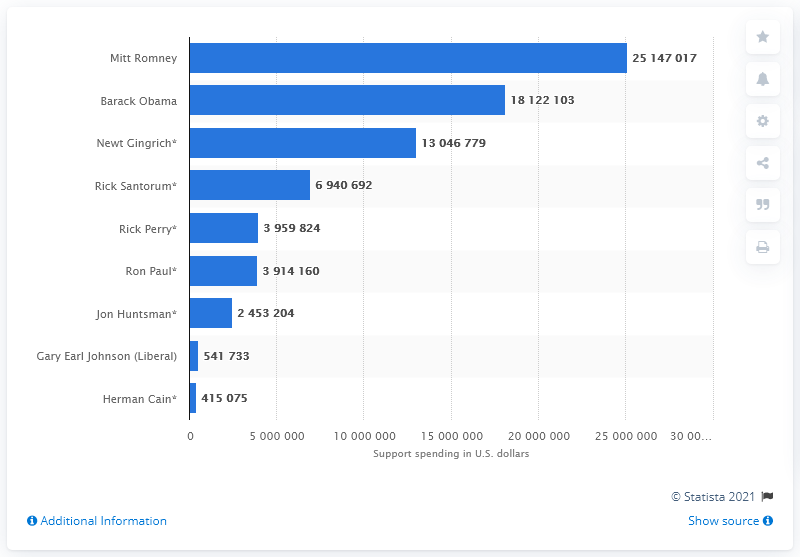 Mitt Romney 25 147 017
Barack Obama 18 122 103
Newt Gingrich* 13 046 779
Rick Santorum* 6 940 692
Rick Perry* 3 959 824
Ron Paul* 3 914 160
Jon Huntsman* 2 453 204
Gary Earl Johnson (Liberal) 541 733
Herman Cain* 415 075
0 5 000 000 10 000 000 15 000 000 20 000 000 25 000 000 30 00...
Support spending in U.S. dollars
© Statista 2021
Additional Information Show source